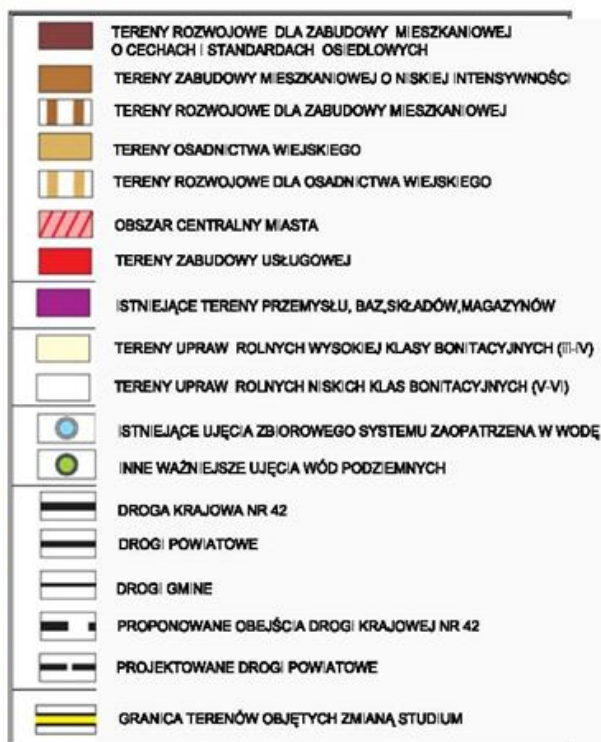 TERENY ROZWOJOWE DLA ZABUDOWY MIESZKANIOWEJ
O CECHACH I STANDARDACH OSIEDLOWYCH
TERENY ZABUDOWY MIESZKANIOWEJ O NISKIEJ INTENSYWNOŚCI
TERENY ROZWOJOWE DLA ZABUDOWY MIESZKANIOWEJ
TERENY OSADNICTWA WIEJSKIEGO
TERENY ROZWOJOWE DLA OSADNICTWA WIEJSKIEGO
OBSZAR CENTRALNY MIASTA
TERENY ZABUDOWY USŁUGOWEJ
ISTNIEJĄCE TERENY PRZEMYSŁU, BAZ,SKŁADÓW,MAGAZYNÓW
TERENY UPRAW ROLNYCH WYSOKIEJ KLASY BONITACYJNYCH (III-IV)
TERENY UPRAW ROLNYCH NISKICH KLAS BONITACYJNYCH (V-VI)
ISTNIEJĄCE UJĘCIA ZBIOROWEGO SYSTEMU ZAOPATRZENA W WODĘ
INNE WAŻNIEJSZE UJĘCIA WÓD PODZIEMNYCH
DROGA KRAJOWA NR 42
DROGI POWIATOWE
DROGI GMINE
PROPONOWANE OBEJŚCIA DROGI KRAJOWEJ NR 42
PROJEKTOWANE DROGI POWIATOWE
GRANICA TERENÓW OBJĘTYCH ZMIANĄ STUDIUM